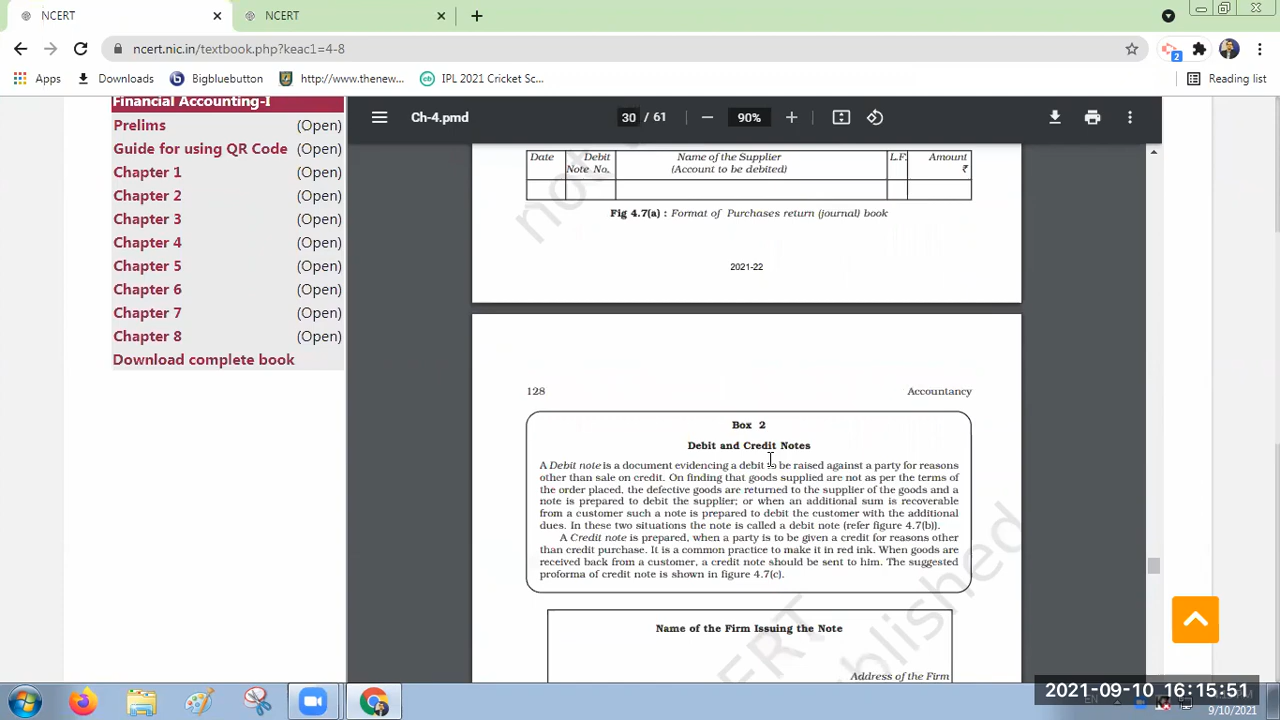 NCERT
NCERT
ncert.nic.in/textbook.php?keac1=4-8
2
Apps
Downloads
Bigbluebutton
http://www.thenew...
IPL 2021 Cricket Sc...
Reading list
Financial Accounting-I
Prelims (Open)
Guide for using QR Code (Open)
Chapter 1 (Open)
Chapter 2 (Open)
Chapter 3 (Open)
Chapter 4 (Open)
Chapter 5 (Open)
Chapter 6 (Open)
Chapter 7 (Open)
Chapter 8 (Open)
Download complete book
Ch-4.pmd
30 / 61
90%
Date Debit Note No. Name of the Supplier (Account to be debited) L.F. Amount ₹
Fig 4.7(a) : Format of Purchases return (journal) book
not
2021-22
128 Accountancy
Box 2
Debit and Credit Notes
A Debit note is a document evidencing a debit to be raised against a party for reasons
other than sale on credit. On finding that goods supplied are not as per the terms of
the order placed, the defective goods are returned to the supplier of the goods and a
note is prepared to debit the supplier; or when an additional sum is recoverable
from a customer such a note is prepared to debit the customer with the additional
dues. In these two situations the note is called a debit note (refer figure 4.7(b)).
A Credit note is prepared, when a party is to be given a credit for reasons other
than credit purchase. It is a common practice to make it in red ink. When goods are
received back from a customer, a credit note should be sent to him. The suggested
proforma of credit note is shown in figure 4.7(c).
Name of the Firm Issuing the Note
Address of the Firm
NCERT
published
EN
2021-09-10 16:15:51
9/10/2021